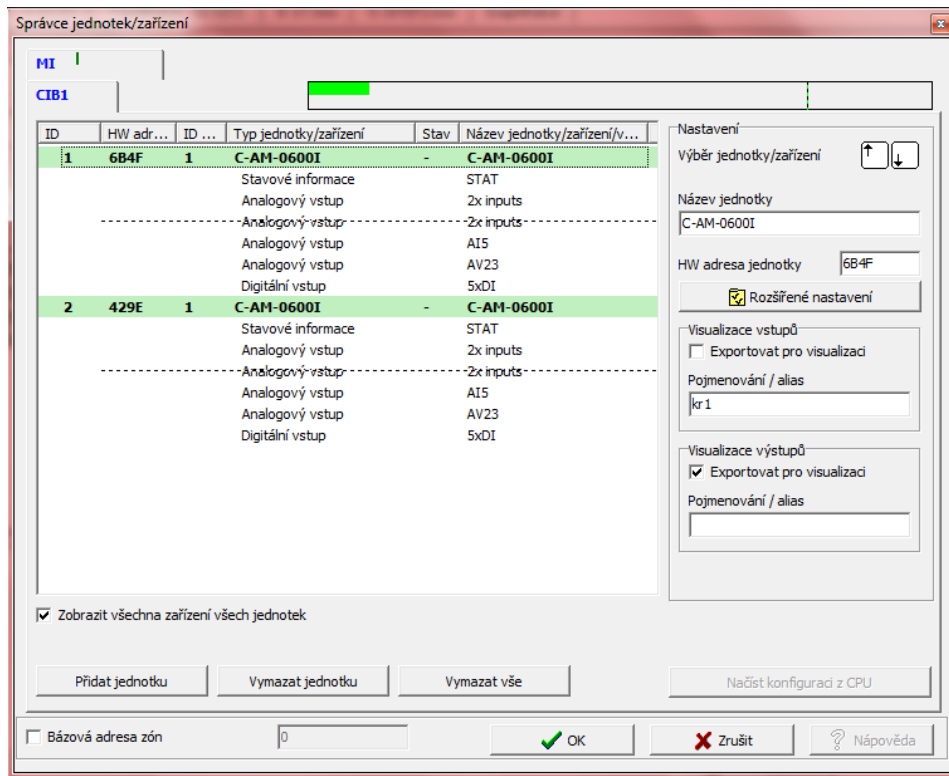 Správce jednotek/zařízení
MI
CIB1
ID HW adr... ID ... Typ jednotky/zařízení Stav Název jednotky/zařízení/v...
1 6B4F 1 C-AM-0600I - C-AM-0600I
Stavové informace STAT
Analogový vstup 2x inputs
Analogový vstup 2x inputs
Analogový vstup AI5
Analogový vstup AV23
Digitální vstup 5xDI
2 429E 1 C-AM-0600I - C-AM-0600I
Stavové informace STAT
Analogový vstup 2x inputs
Analogový vstup 2x inputs
Analogový vstup AI5
Analogový vstup AV23
Digitální vstup 5xDI
Nastavení
Výběr jednotky/zařízení
Název jednotky
C-AM-0600I
HW adresa jednotky 6B4F
Rozšířené nastavení
Visualizace vstupů
Exportovat pro visualizaci
Pojmenování / alias
kr1
Visualizace výstupů
Exportovat pro visualizaci
Pojmenování / alias
Zobrazit všechna zařízení všech jednotek
Přidat jednotku Vymazat jednotku Vymazat vše Načíst konfiguraci z CPU
Bázová adresa zón 0 OK Zrušit Nápověda